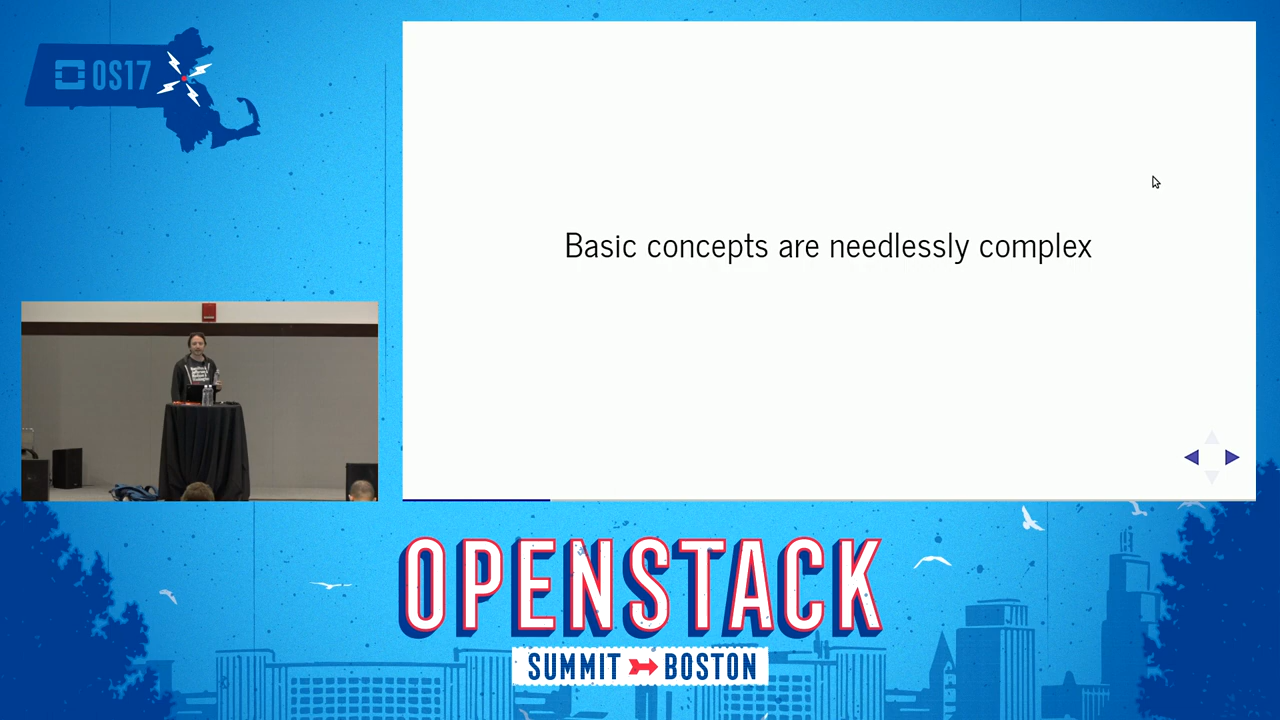 OS17
Basic concepts are needlessly complex
OPENSTACK
SUMMIT BOSTON